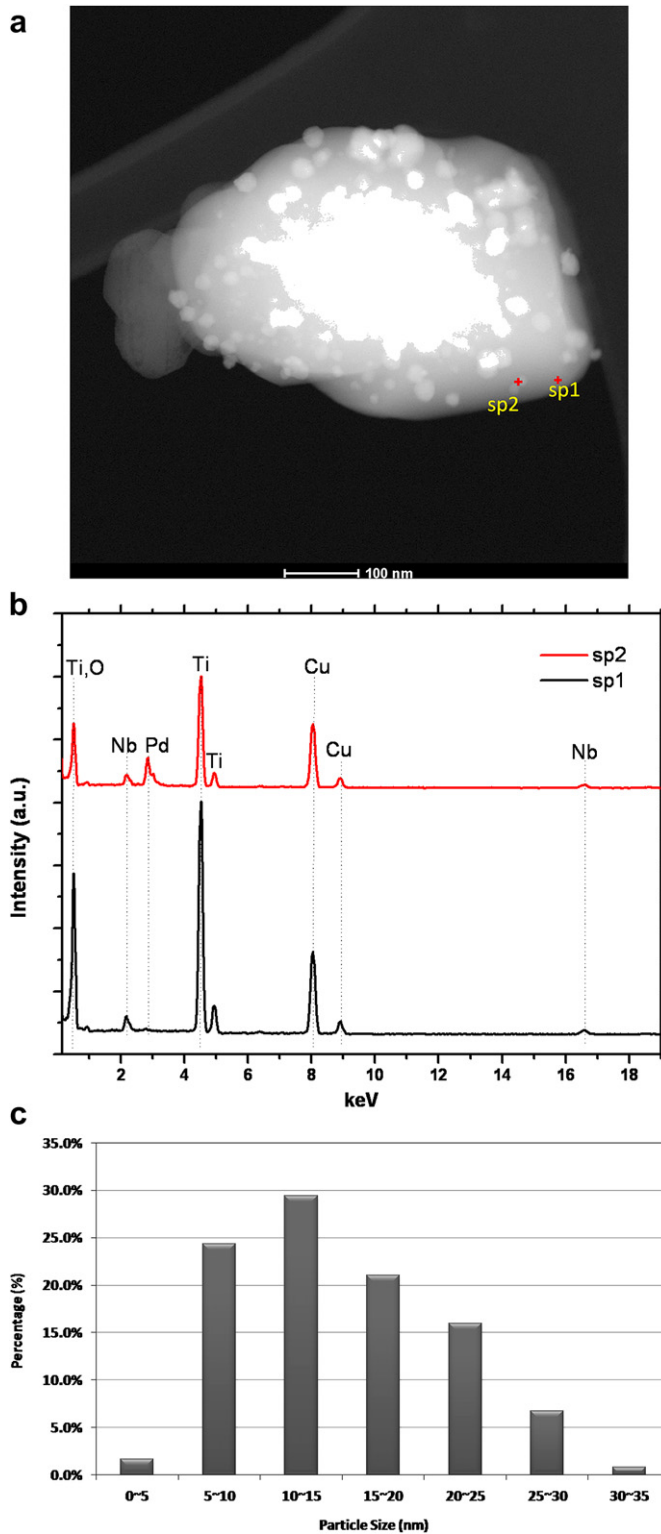 a
sp2 sp1
100 nm
b
Ti,O
Ti
Cu
sp2
sp1
Nb Pd
Ti
Cu
Nb
Intensity (a.u.)
2 4 6 8 10 12 14 16 18
keV
c
35.0%
30.0%
25.0%
20.0%
15.0%
10.0%
5.0%
0.0%
Percentage (%)
0~5 5~10 10~15 15~20 20~25 25~30 30~35
Particle Size (nm)